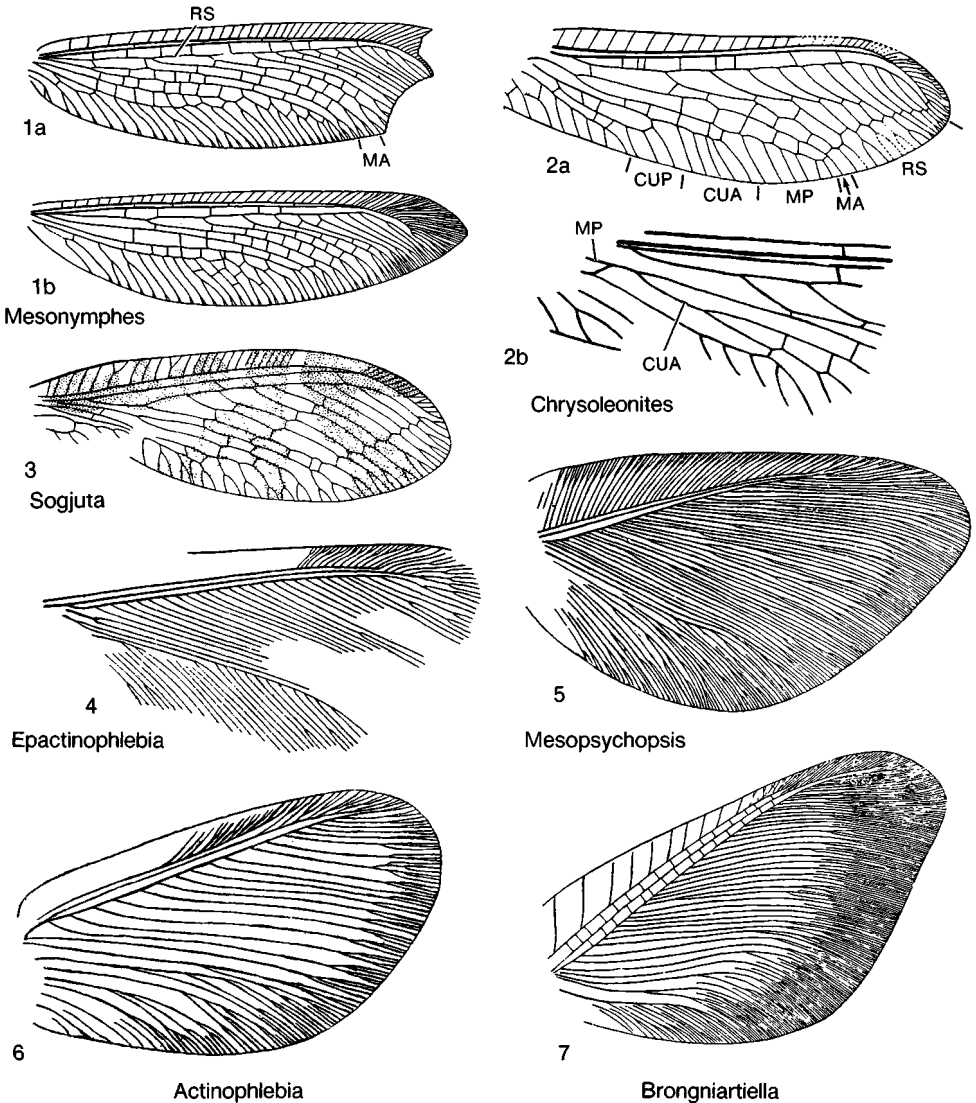 RS
1a
MA
1b
Mesonymphes
2a
CUP
CUA
MP
MA
RS
MP
2b
CUA
Chrysoleonites
3
Sogjuta
4
Epactinophlebia
5
Mesopsychopsis
6
Actinophlebia
7
Brongniartiella